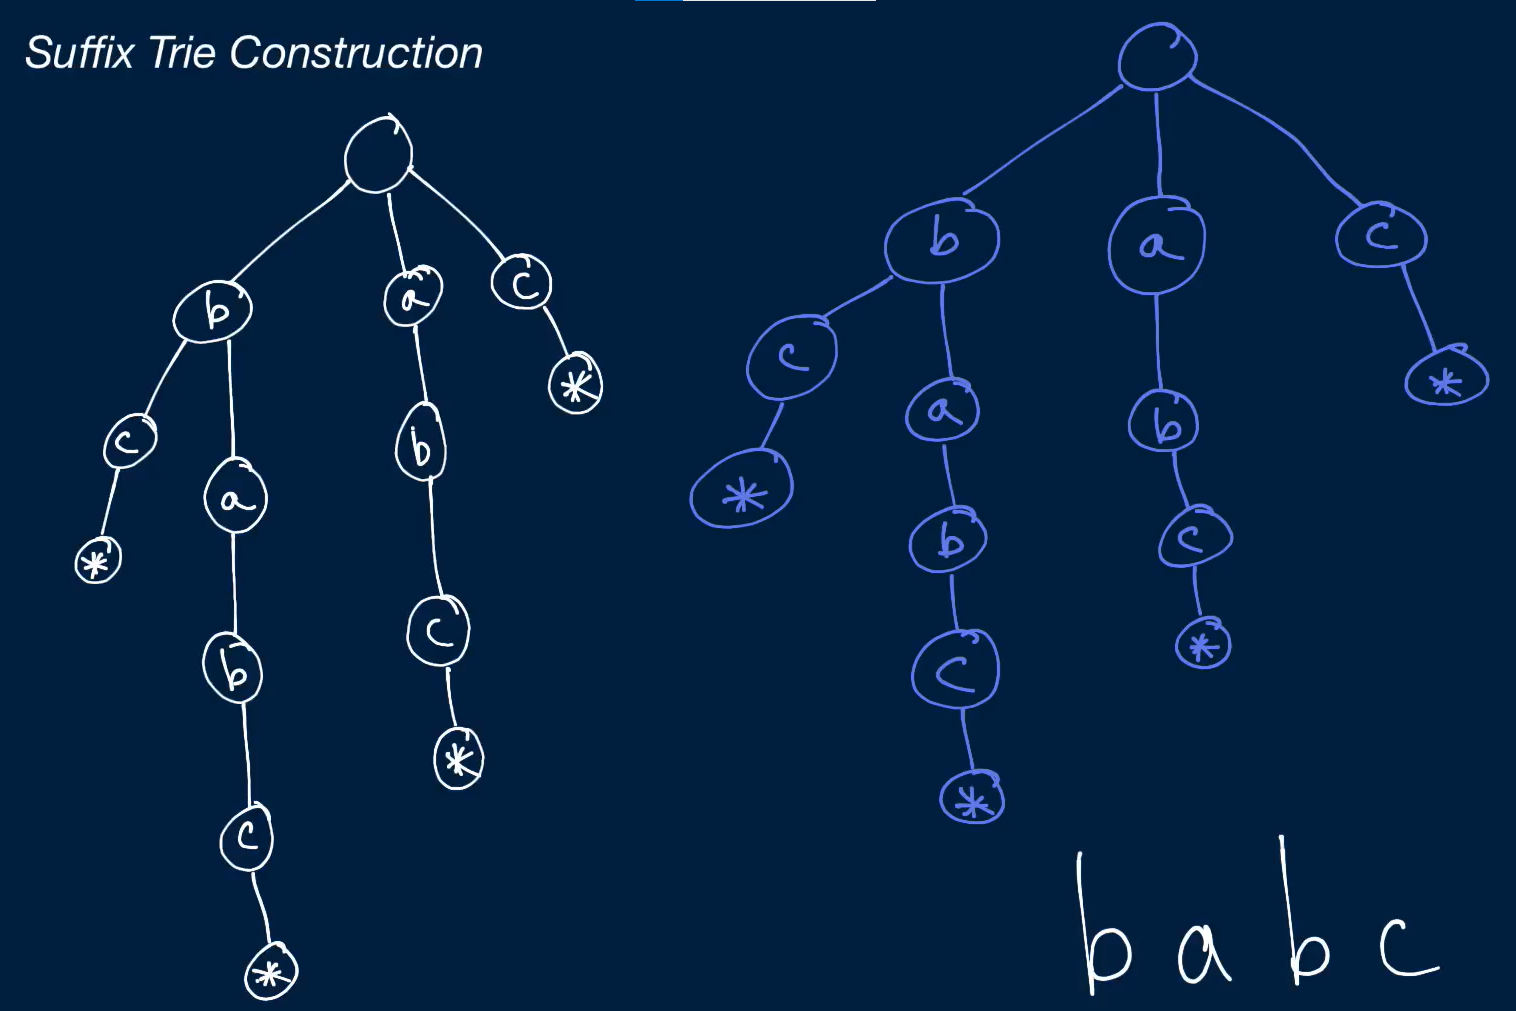 Suffix Trie Construction
b a c
c a b *
* a b c
b c *
c *
*
b a c
c a b *
* b c
c *
*
b a b c